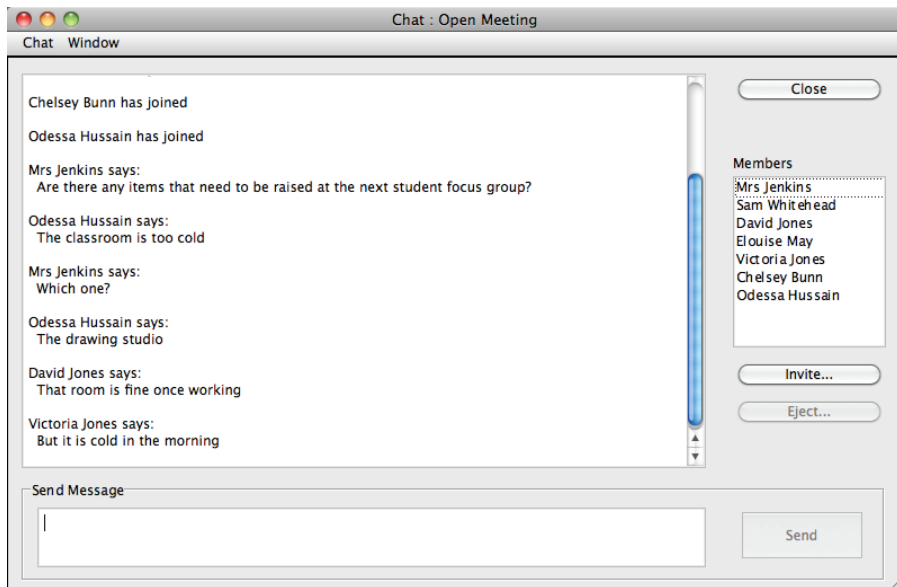 Chat : Open Meeting
Chat Window
Chelsey Bunn has joined
Odessa Hussain has joined
Mrs Jenkins says:
Are there any items that need to be raised at the next student focus group?
Odessa Hussain says:
The classroom is too cold
Mrs Jenkins says:
Which one?
Odessa Hussain says:
The drawing studio
David Jones says:
That room is fine once working
Victoria Jones says:
But it is cold in the morning
Close
Members
Mrs Jenkins
Sam Whitehead
David Jones
Elouise May
Victoria Jones
Chelsey Bunn
Odessa Hussain
Invite...
Eject...
Send Message
Send